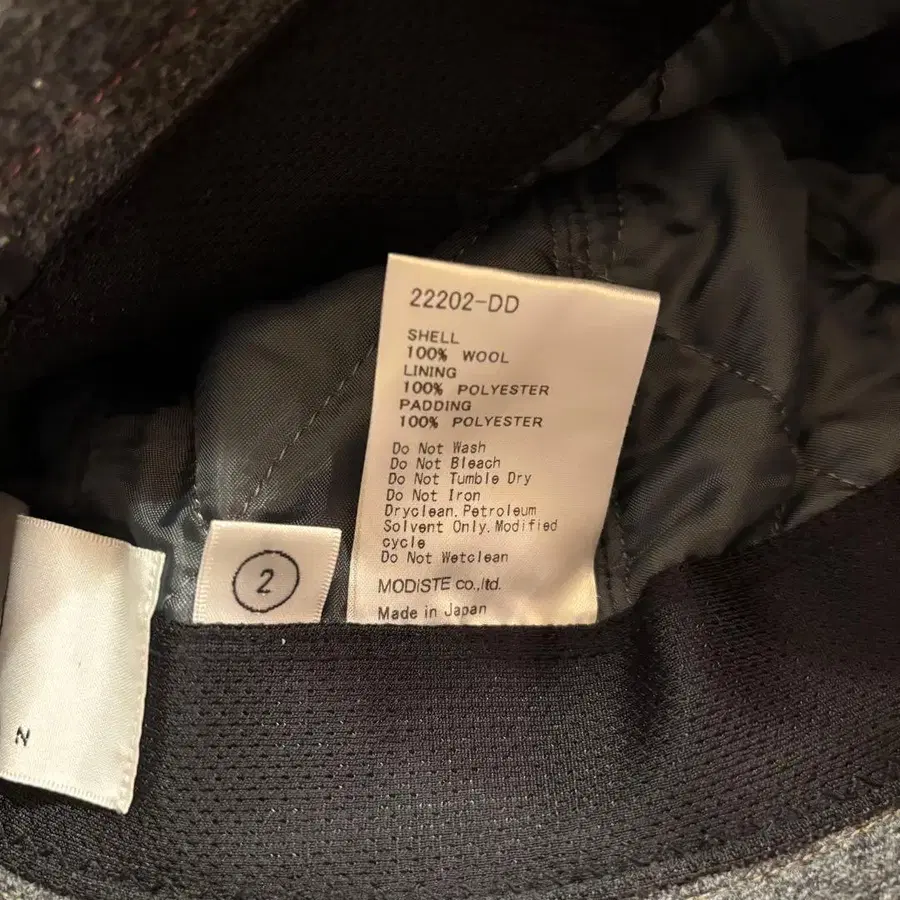 22202-DD
SHELL
100% WOOL
LINING
100% POLYESTER
PADDING
100% POLYESTER
Do Not Wash
Do Not Bleach
Do Not Tumble Dry
Do Not Iron
Dryclean. Petroleum
Solvent Only. Modified
cycle
Do Not Wetclean
MODiSTE co.,ltd.
Made in Japan
2
N